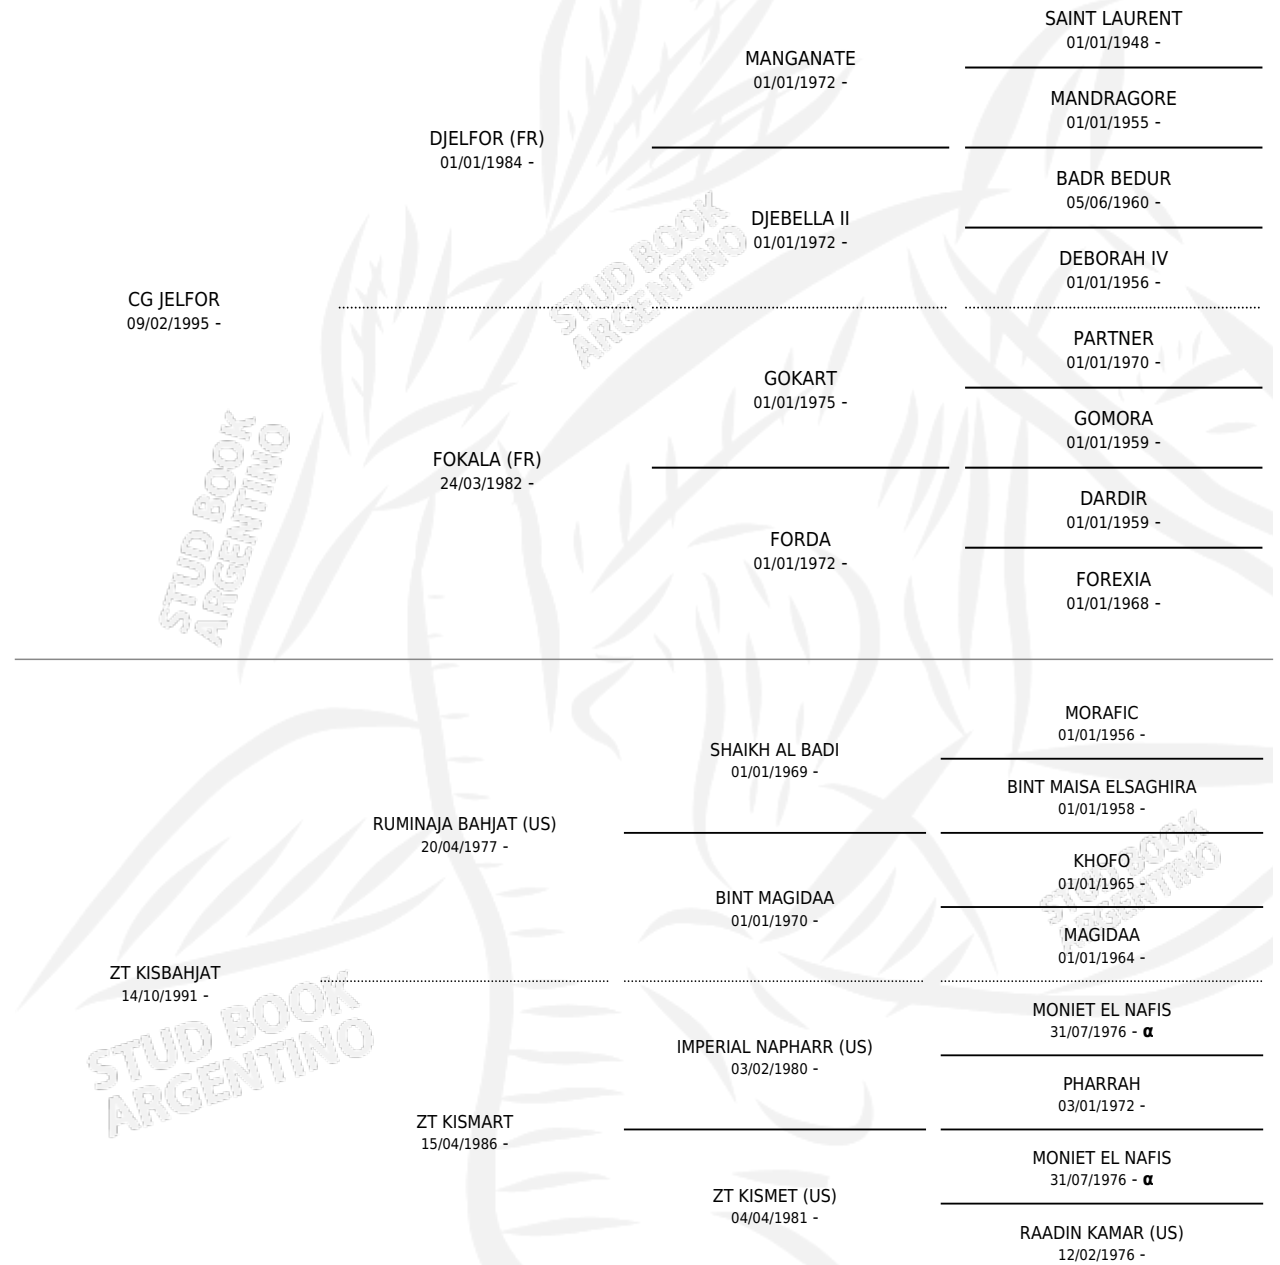 SAINT LAURENT
01/01/1948 -
MANGANATE
01/01/1972 -
MANDRAGORE
01/01/1955 -
DJELFOR (FR)
01/01/1984 -
BADR BEDUR
05/06/1960 -
DJEBELLA II
01/01/1972 -
DEBORAH IV
01/01/1956 -
STUD BOOK
ARGENTINO
CG JELFOR
09/02/1995 -
PARTNER
01/01/1970 -
GOKART
01/01/1975 -
GOMORA
01/01/1959 -
FOKALA (FR)
24/03/1982 -
STUD BOOK
ARGENTINO
DARDIR
01/01/1959 -
FORDA
01/01/1972 -
FOREXIA
01/01/1968 -
MORAFIC
01/01/1956 -
SHAIKH AL BADI
01/01/1969 -
BINT MAISA ELSAGHIRA
01/01/1958 -
RUMINAJA BAHJAT (US)
20/04/1977 -
KHOFO
01/01/1965 -
STUD BOOK
ARGENTINO
BINT MAGIDAA
01/01/1970 -
MAGIDAA
01/01/1964 -
ZT KISBAHJAT
14/10/1991 -
STUD BOOK
ARGENTINO
MONIET EL NAFIS
31/07/1976 - α
IMPERIAL NAPHARR (US)
03/02/1980 -
PHARRAH
03/01/1972 -
ZT KISMART
15/04/1986 -
MONIET EL NAFIS
31/07/1976 - α
ZT KISMET (US)
04/04/1981 -
RAADIN KAMAR (US)
12/02/1976 -